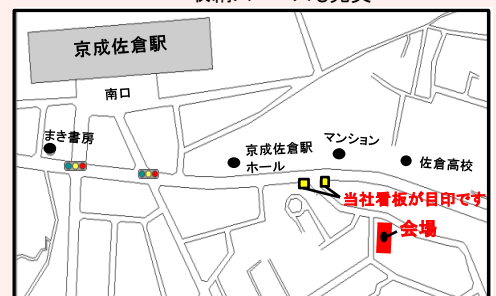 京成佐倉駅
南口
まき書房
京成佐倉駅
ホール
マンション
佐倉高校
当社看板が目印です
会場